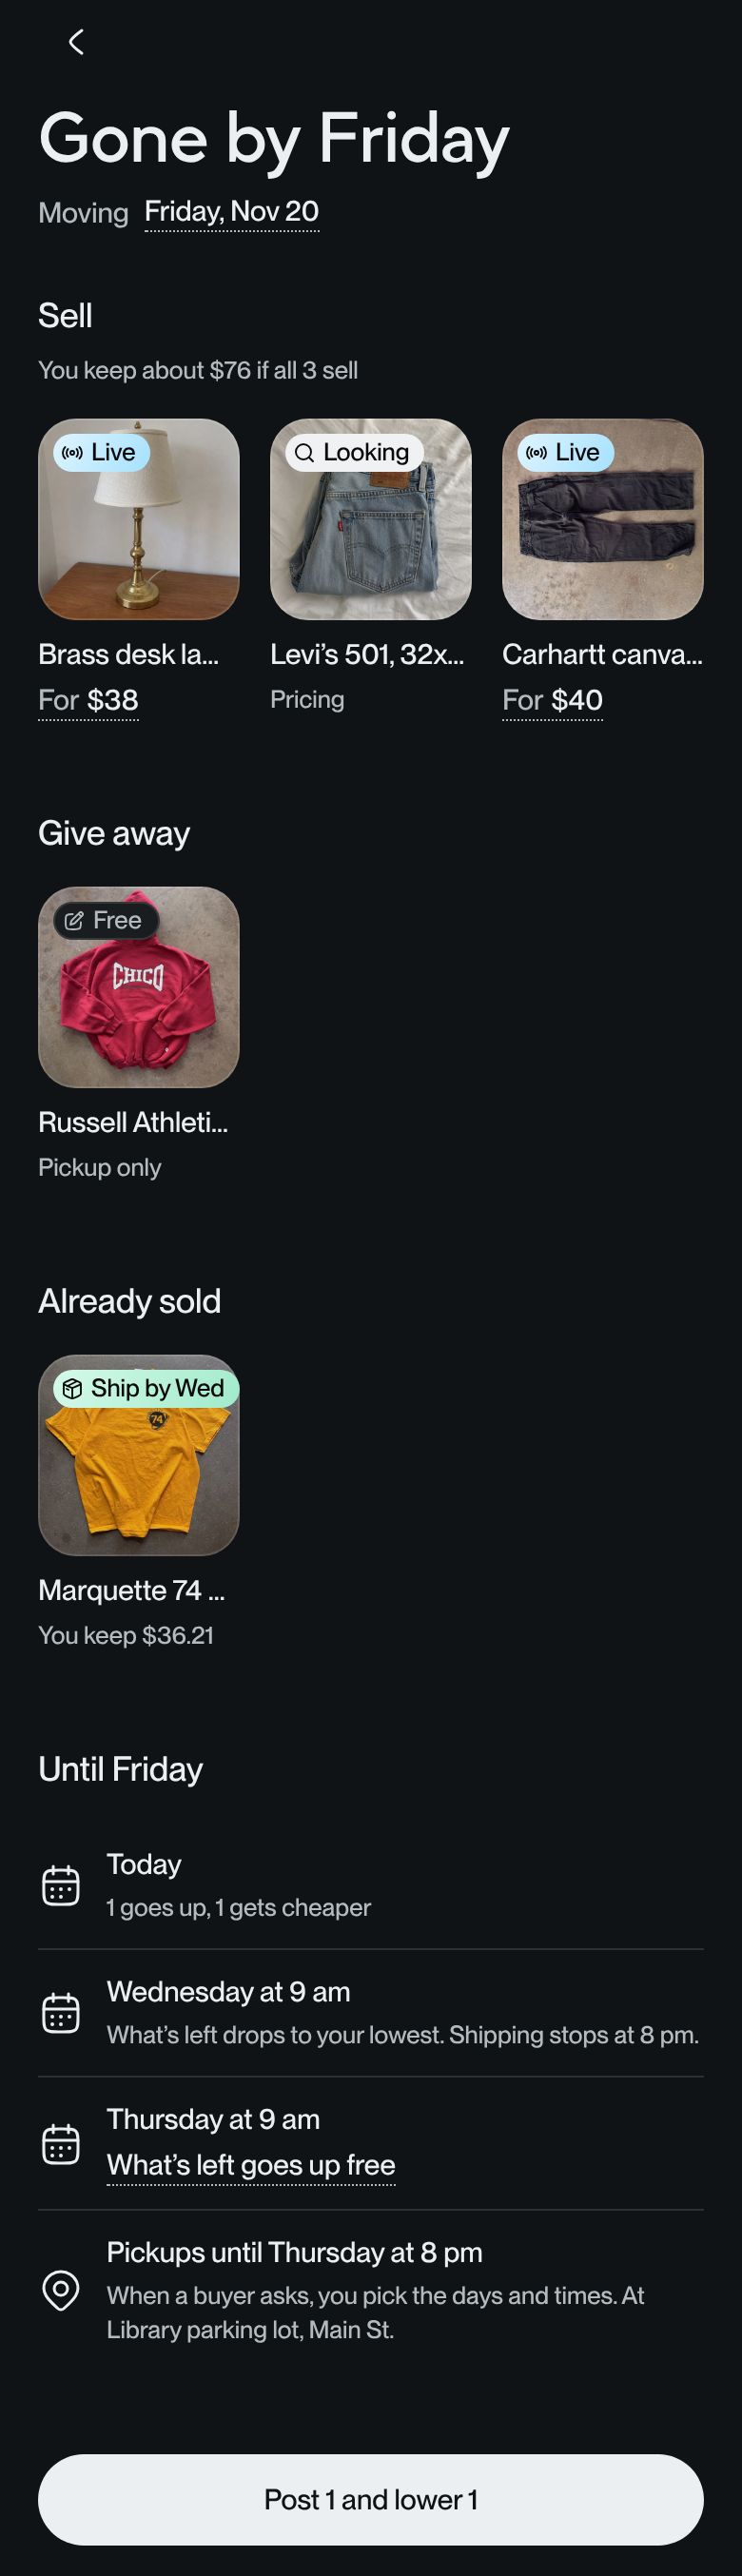 Gone by Friday
Moving Friday, Nov 20
Sell
You keep about $76 if all 3 sell
Live
Looking
Live
Brass desk la...
Levi's 501, 32x...
Carhartt canva...
For $38
Pricing
For $40
Give away
Free
CHICO
Russell Athleti...
Pickup only
Already sold
Ship by Wed
74
Marquette 74 ...
You keep $36.21
Until Friday
Today
1 goes up, 1 gets cheaper
Wednesday at 9 am
What's left drops to your lowest. Shipping stops at 8 pm.
Thursday at 9 am
What's left goes up free
Pickups until Thursday at 8 pm
When a buyer asks, you pick the days and times. At
Library parking lot, Main St.
Post 1 and lower 1